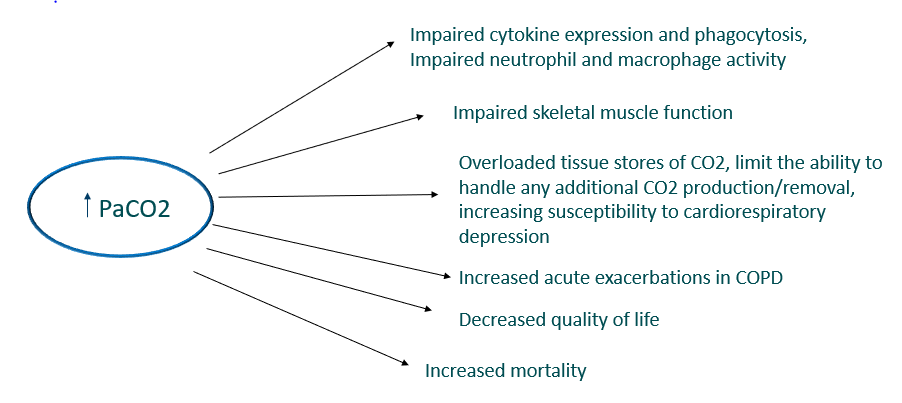 Impaired cytokine expression and phagocytosis,
Impaired neutrophil and macrophage activity
Impaired skeletal muscle function
Overloaded tissue stores of CO2, limit the ability to
handle any additional CO2 production/removal,
increasing susceptibility to cardiorespiratory
depression
↑ PaCO2
Increased acute exacerbations in COPD
Decreased quality of life
Increased mortality